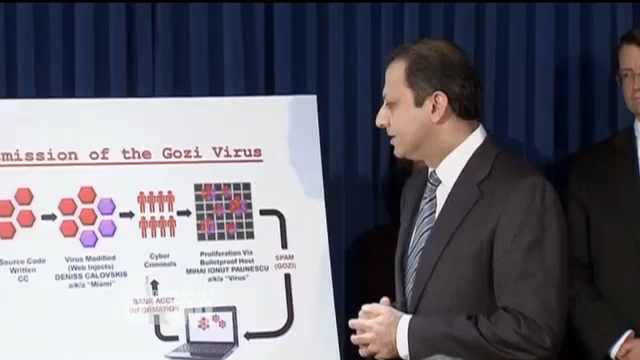 mission of the Gozi Virus
Source Code
Written
CC
Virus Modified
(Web Injects)
DENISS CALOVSKIS
a/k/a "Miami"
Cyber
Criminals
Proliferation Via
Bulletproof Host
MIHAI IONUT PAUNESCU
a/k/a "Virus"
SPAM
(GOZI)
BANK ACCT
INFORMATION